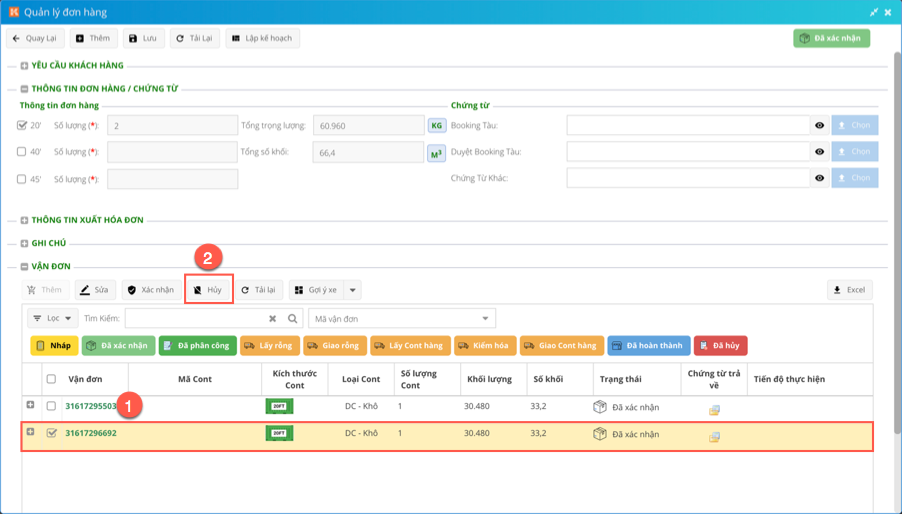 Quản lý đơn hàng
Quay Lại Thêm Lưu Tải Lại Lập kế hoạch Đã xác nhận
YÊU CẦU KHÁCH HÀNG
THÔNG TIN ĐƠN HÀNG / CHỨNG TỪ
Thông tin đơn hàng Chứng từ
20' Số lượng (*): 2 Tổng trọng lượng: 60.960 KG Booking Tàu: Chọn
40' Số lượng (*): Tổng số khối: 66,4 M³ Duyệt Booking Tàu: Chọn
45' Số lượng (*): Chứng Từ Khác: Chọn
THÔNG TIN XUẤT HÓA ĐƠN
GHI CHÚ
2
VẬN ĐƠN
Thêm Sửa Xác nhận Hủy Tải lại Gợi ý xe Excel
Lọc Tìm Kiếm: Mã vận đơn
Nháp Đã xác nhận Đã phân công Lấy rỗng Giao rỗng Lấy Cont hàng Kiểm hóa Giao Cont hàng Đã hoàn thành Đã hủy
Vận đơn Mã Cont Kích thước Cont Loại Cont Số lượng Cont Khối lượng Số khối Trạng thái Chứng từ trả về Tiến độ thực hiện
31617295503 1 20FT DC - Khô 1 30.480 33,2 Đã xác nhận
31617296692 20FT DC - Khô 1 30.480 33,2 Đã xác nhận